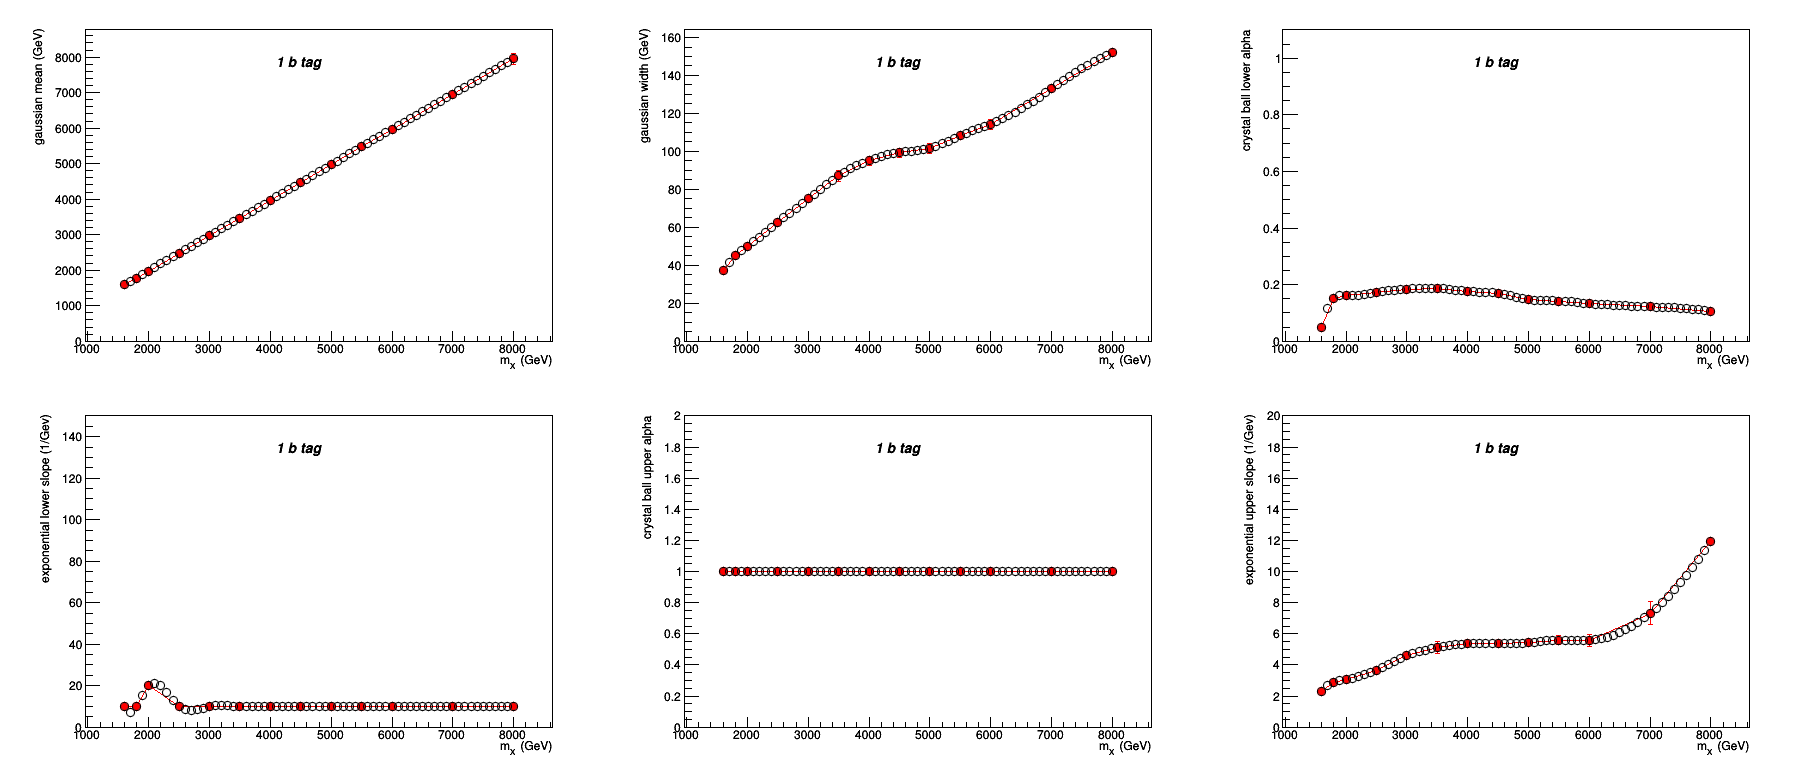 gaussian mean (GeV)
1 b tag
8000
7000
6000
5000
4000
3000
2000
1000
0
1000 2000 3000 4000 5000 6000 7000 8000
mx (GeV)
gaussian width (GeV)
1 b tag
160
140
120
100
80
60
40
20
0
1000 2000 3000 4000 5000 6000 7000 8000
mx (GeV)
crystal ball lower alpha
1 b tag
1
0.8
0.6
0.4
0.2
0
1000 2000 3000 4000 5000 6000 7000 8000
mx (GeV)
exponential lower slope (1/Gev)
1 b tag
140
120
100
80
60
40
20
0
1000 2000 3000 4000 5000 6000 7000 8000
mx (GeV)
crystal ball upper alpha
1 b tag
2
1.8
1.6
1.4
1.2
1
0.8
0.6
0.4
0.2
0
1000 2000 3000 4000 5000 6000 7000 8000
mx (GeV)
exponential upper slope (1/Gev)
1 b tag
20
18
16
14
12
10
8
6
4
2
0
1000 2000 3000 4000 5000 6000 7000 8000
mx (GeV)